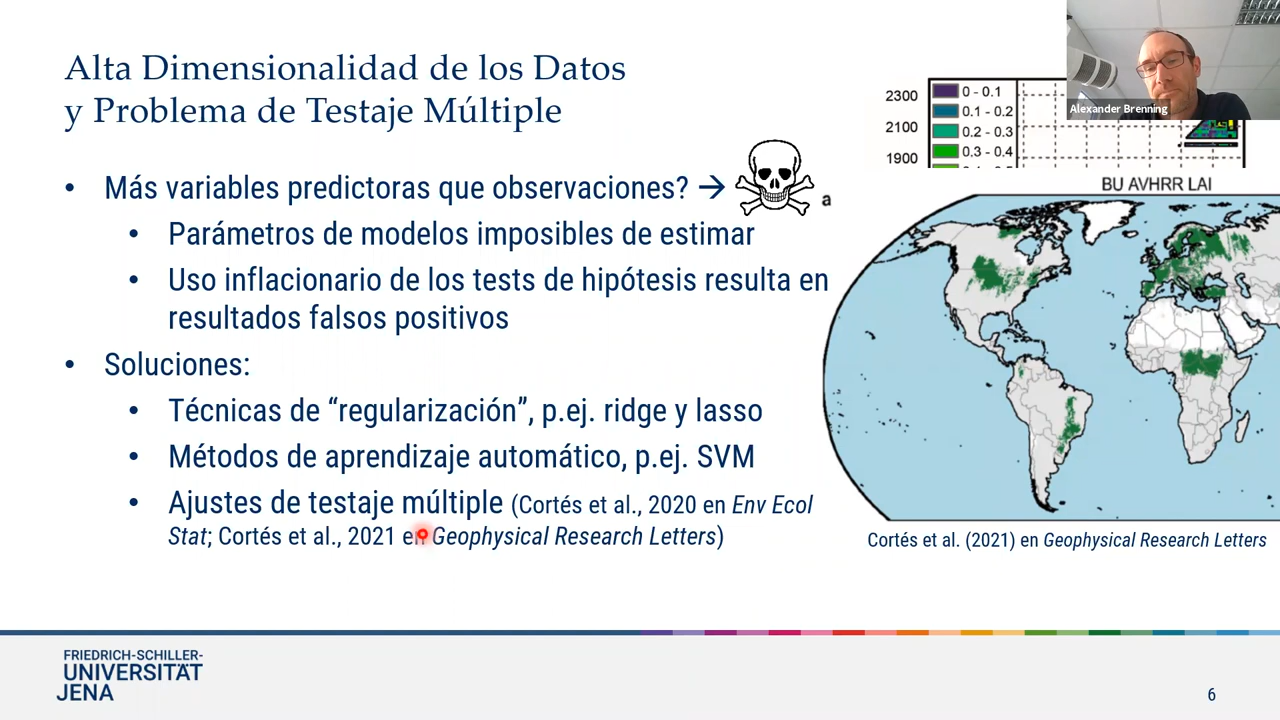 Alta Dimensionalidad de los Datos
y Problema de Testaje Múltiple
• Más variables predictoras que observaciones? →
• Parámetros de modelos imposibles de estimar
• Uso inflacionario de los tests de hipótesis resulta en
resultados falsos positivos
• Soluciones:
• Técnicas de “regularización”, p.ej. ridge y lasso
• Métodos de aprendizaje automático, p.ej. SVM
• Ajustes de testaje múltiple (Cortés et al., 2020 en Env Ecol
Stat; Cortés et al., 2021 en Geophysical Research Letters)
Alexander Brenning
2300
2100
1900
0 - 0.1
0.1 - 0.2
0.2 - 0.3
0.3 - 0.4
a
BU AVHRR LAI
Cortés et al. (2021) en Geophysical Research Letters
FRIEDRICH-SCHILLER-
UNIVERSITÄT
JENA
6